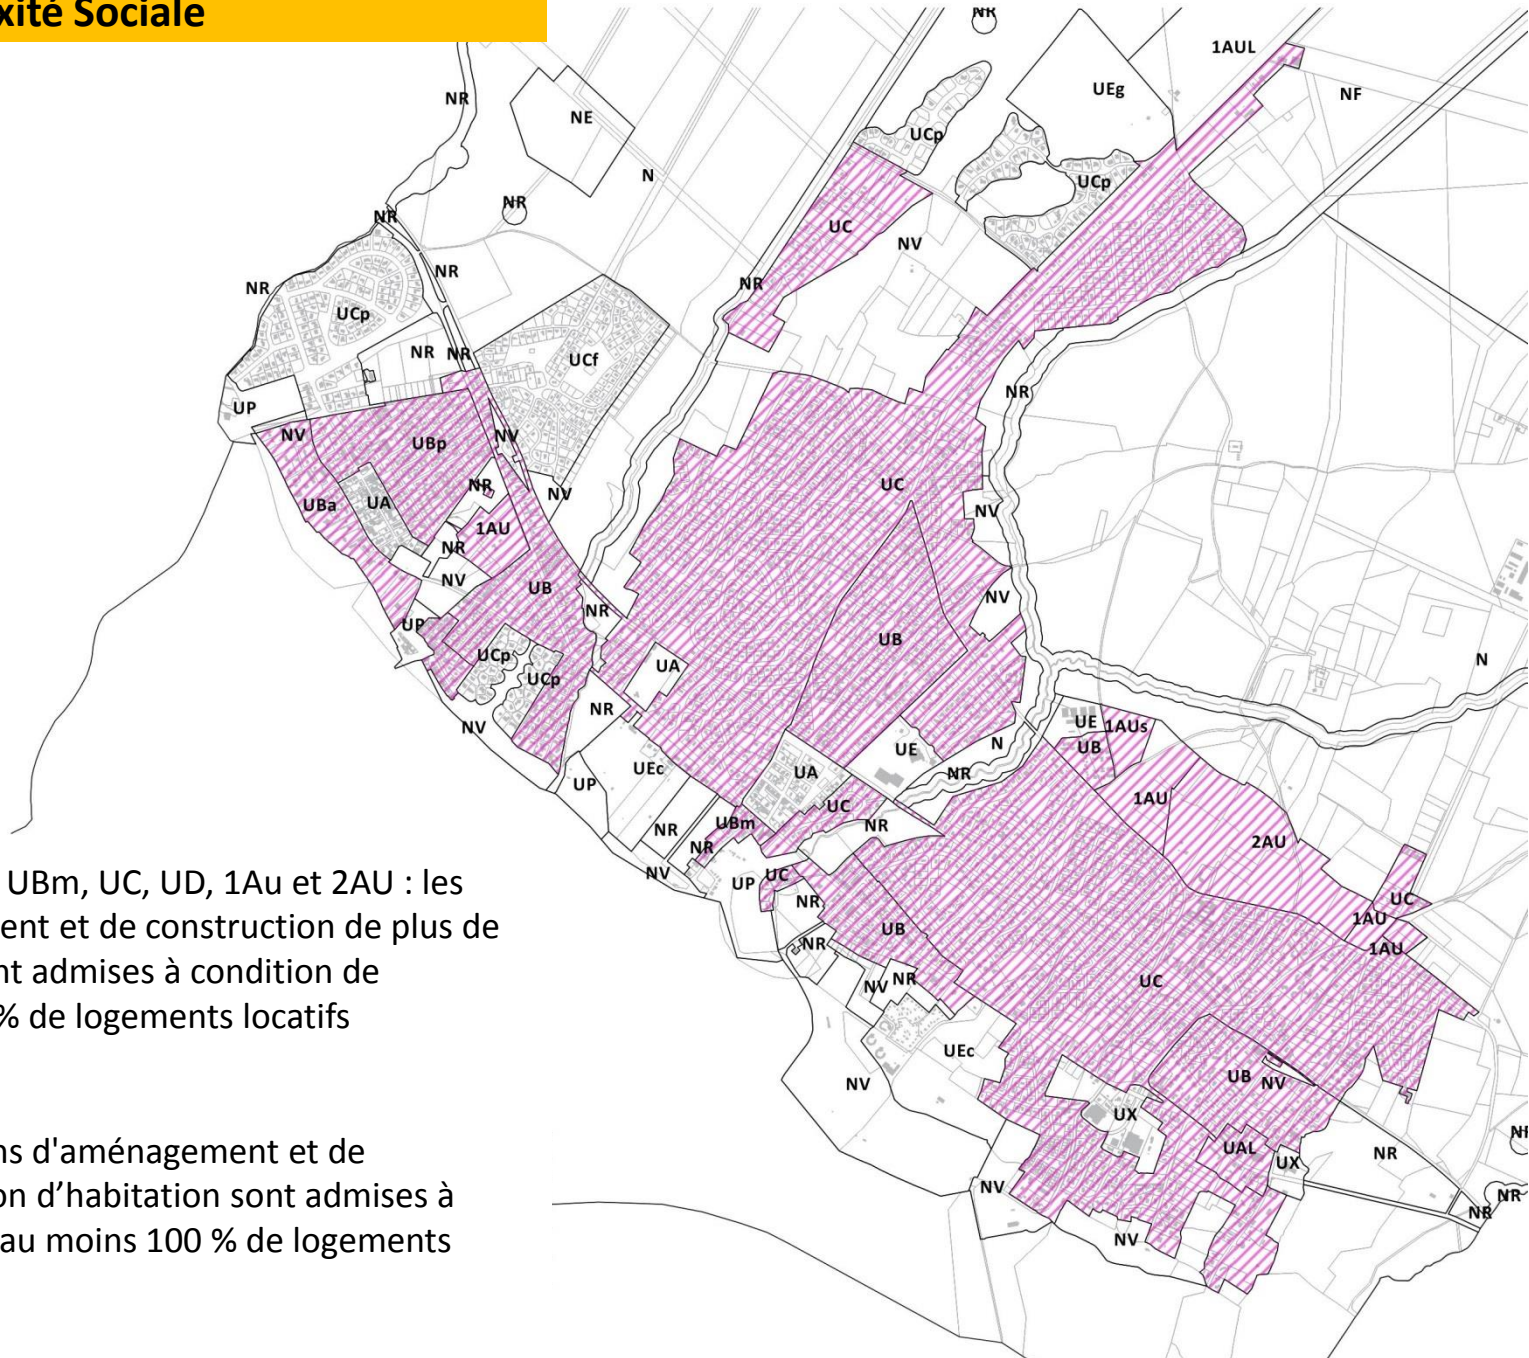 xité Sociale
NR
1AUL
NR
NE
UEg
NF
UCp
N
UCp
NR
NR
UC
NV
NR
NR
NR
UCp
NR
NR
UCf
UP
NR
NV
UBp
NV
NR
NV
UC
UBa
UA
NV
1AU
NR
NV
UB
NR
NV
UP
UB
UCp
UA
UCp
N
NR
NV
UE
1AUs
UB
N
UE
UEc
UA
NR
UP
1AU
UC
UBm
NR
NR
NR
2AU
NV
UP
UC
UBm, UC, UD, 1Au et 2AU : les
NR
UC
1AU
ent et de construction de plus de
UB
NR
1AU
nt admises à condition de
NV
NR
UC
% de logements locatifs
UEc
NV
UB
NV
UX
ns d'aménagement et de
UAL
UX
NR
on d’habitation sont admises à
NV
NR
NR
au moins 100 % de logements
NV